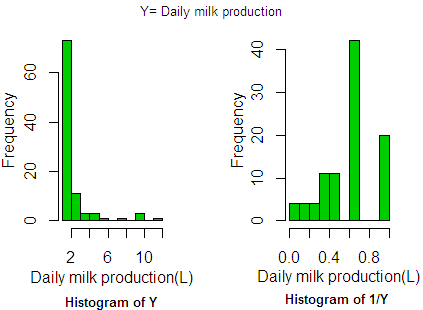 Y= Daily milk production
Frequency
0 20 40 60
2 6 10
Daily milk production(L)
Histogram of Y
Frequency
0 10 20 30 40
0.0 0.4 0.8
Daily milk production(L)
Histogram of 1/Y